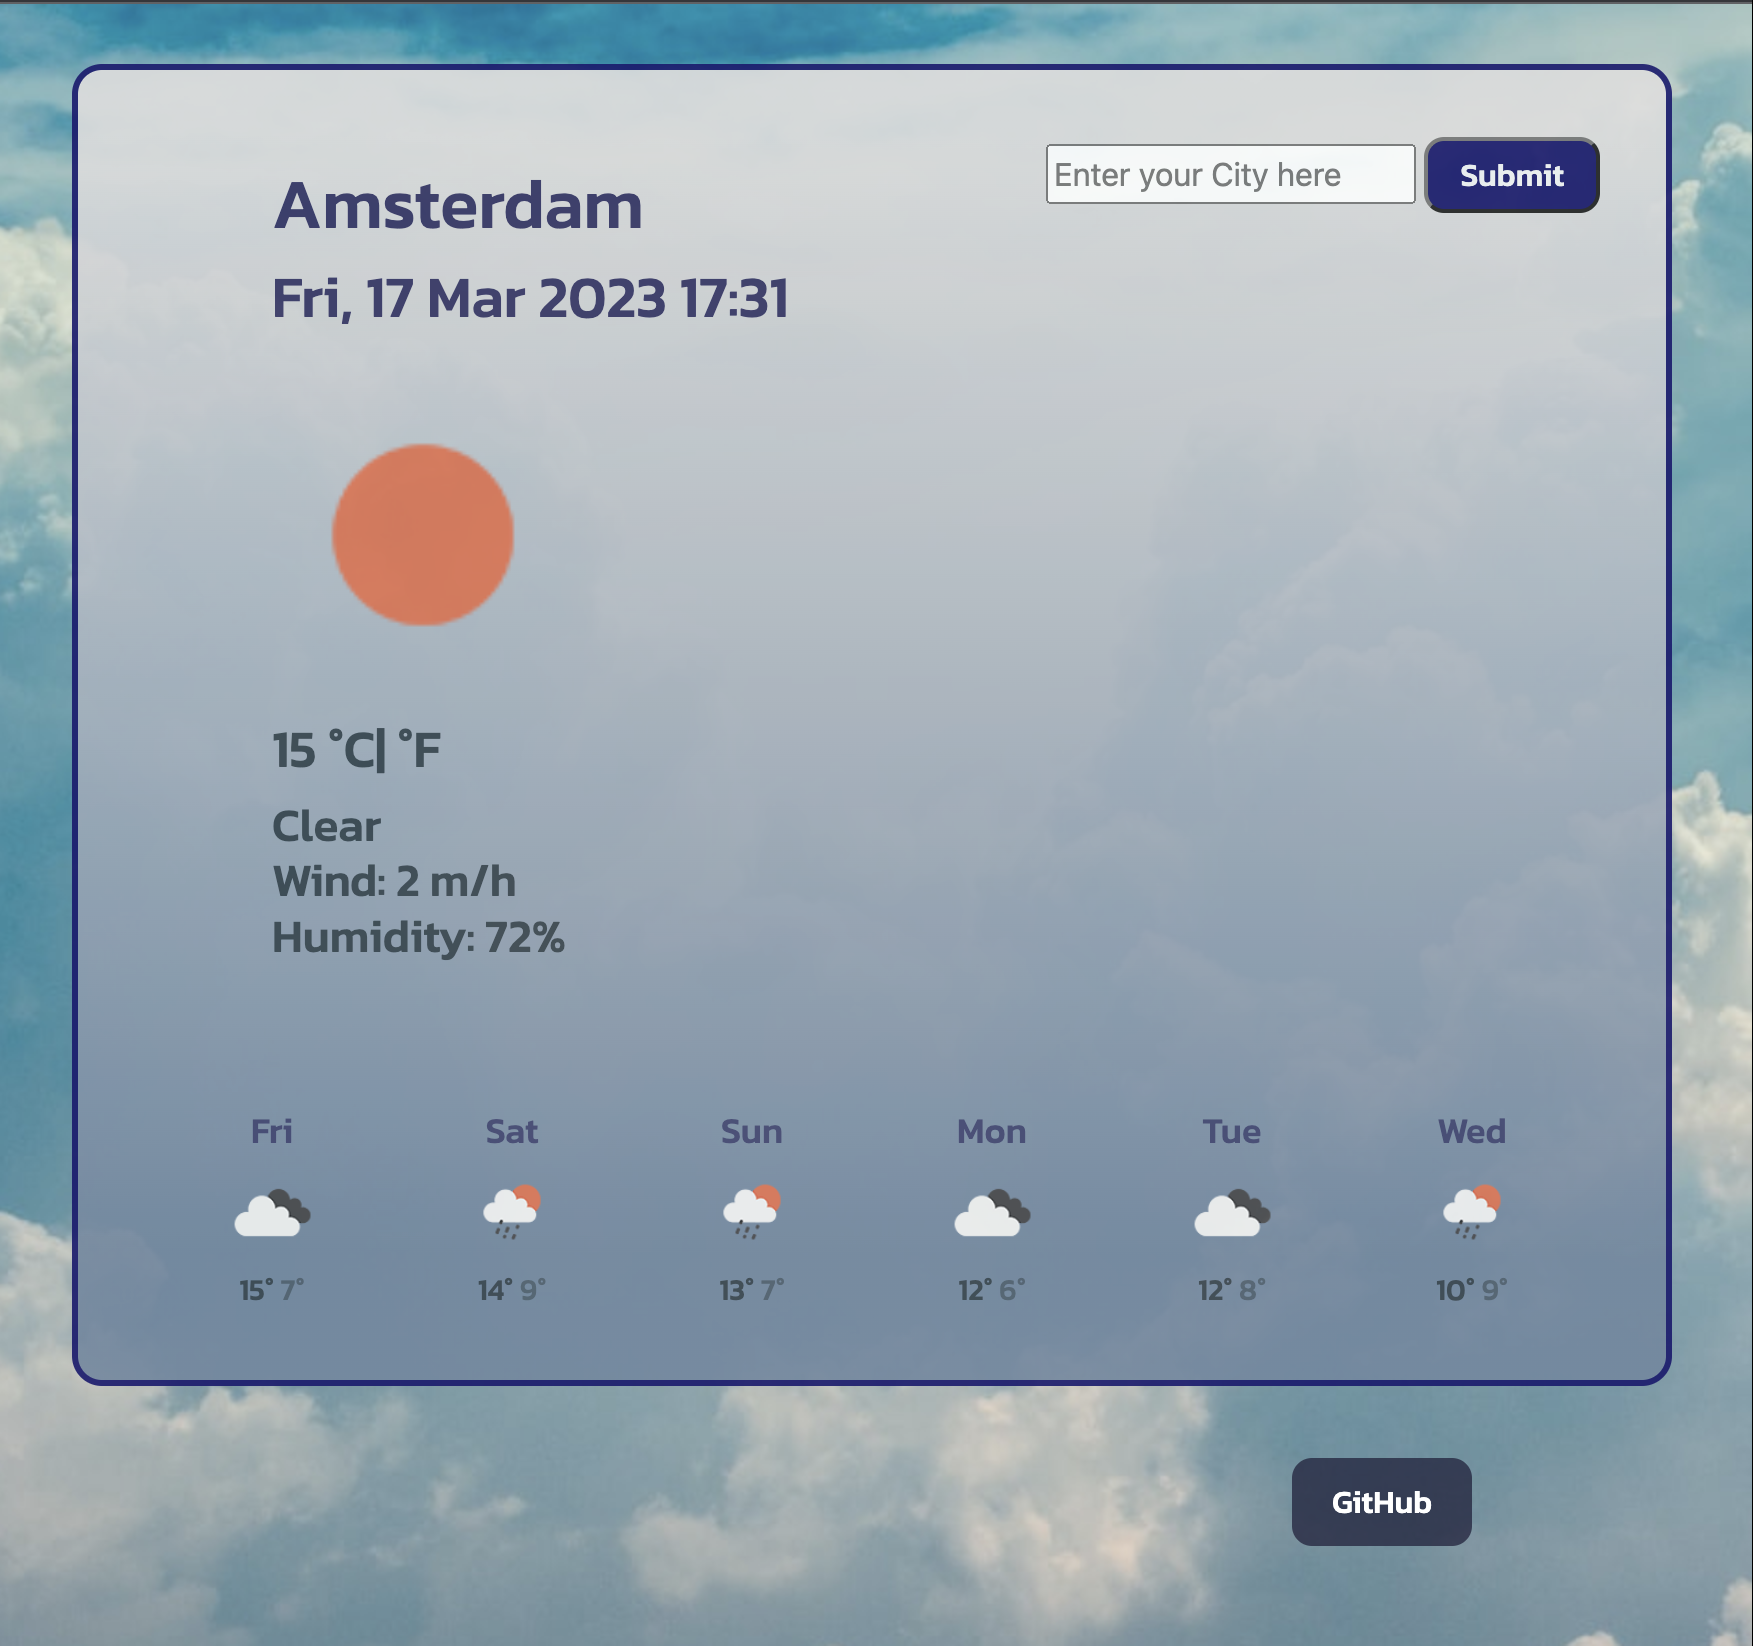 Amsterdam
Enter your City here
Submit
Fri, 17 Mar 2023 17:31
15 °C| °F
Clear
Wind: 2 m/h
Humidity: 72%
Fri Sat Sun Mon Tue Wed
15° 7° 14° 9° 13° 7° 12° 6° 12° 8° 10° 9°
GitHub